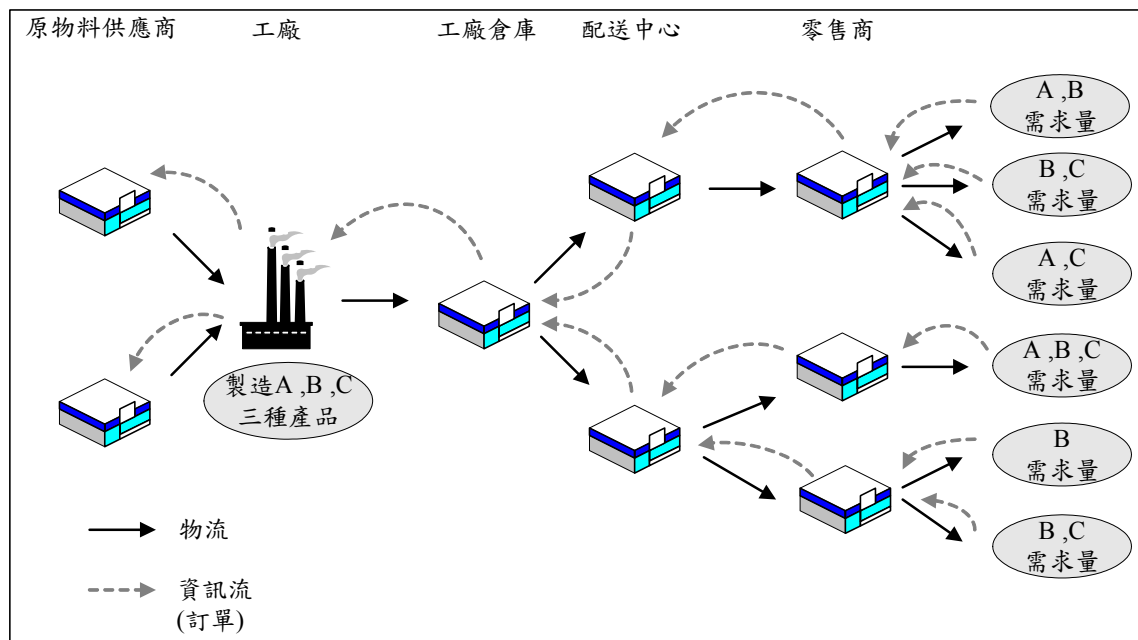 原物料供應商
工廠
工廠倉庫
配送中心
零售商
A ,B
需求量
B ,C
需求量
A ,C
需求量
A ,B ,C
需求量
製造A ,B ,C
三種產品
B
需求量
B ,C
需求量
物流
資訊流
(訂單)